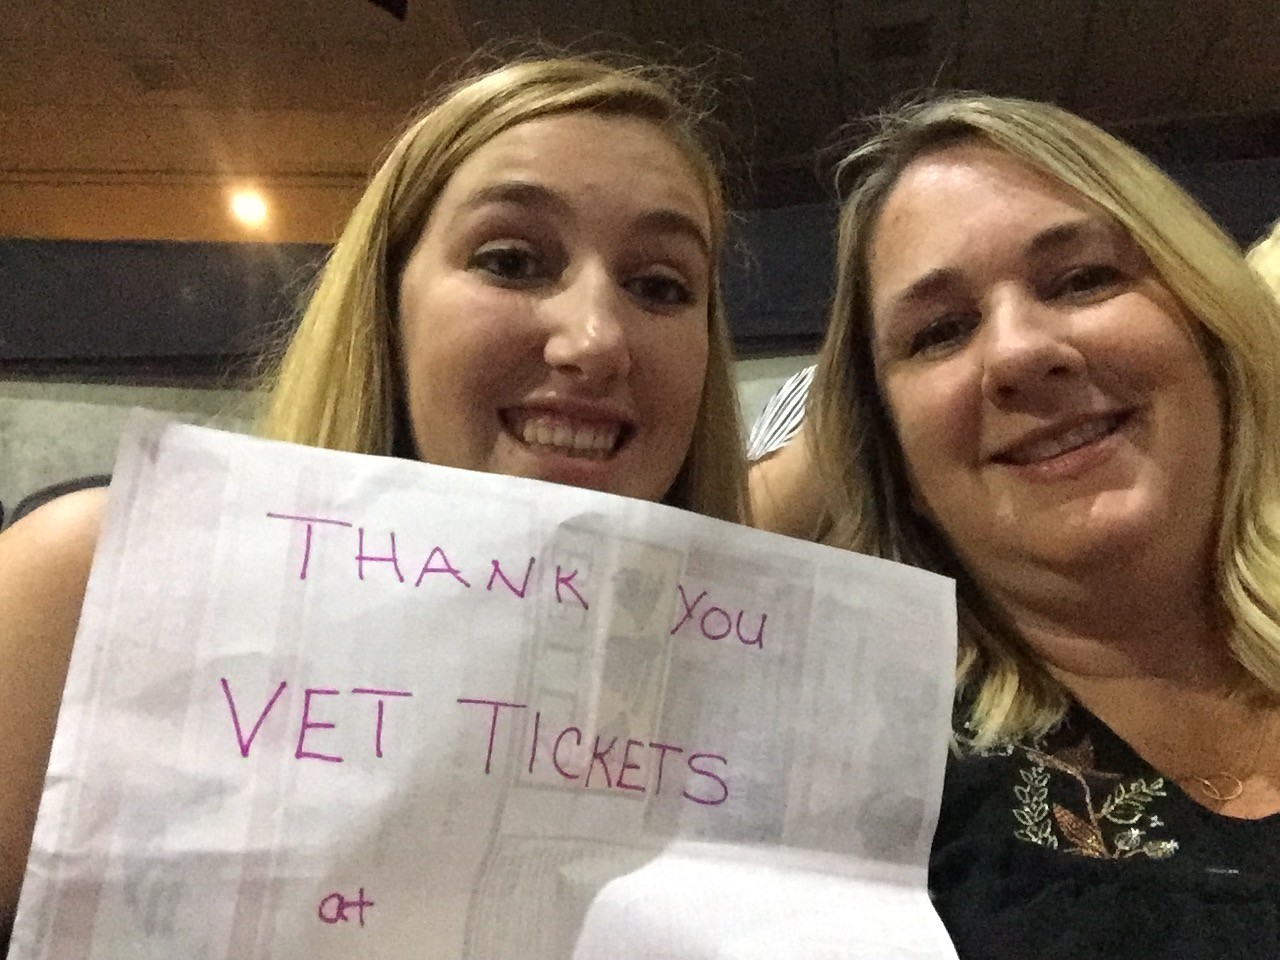 THANK YOU
VET TICKETS
at